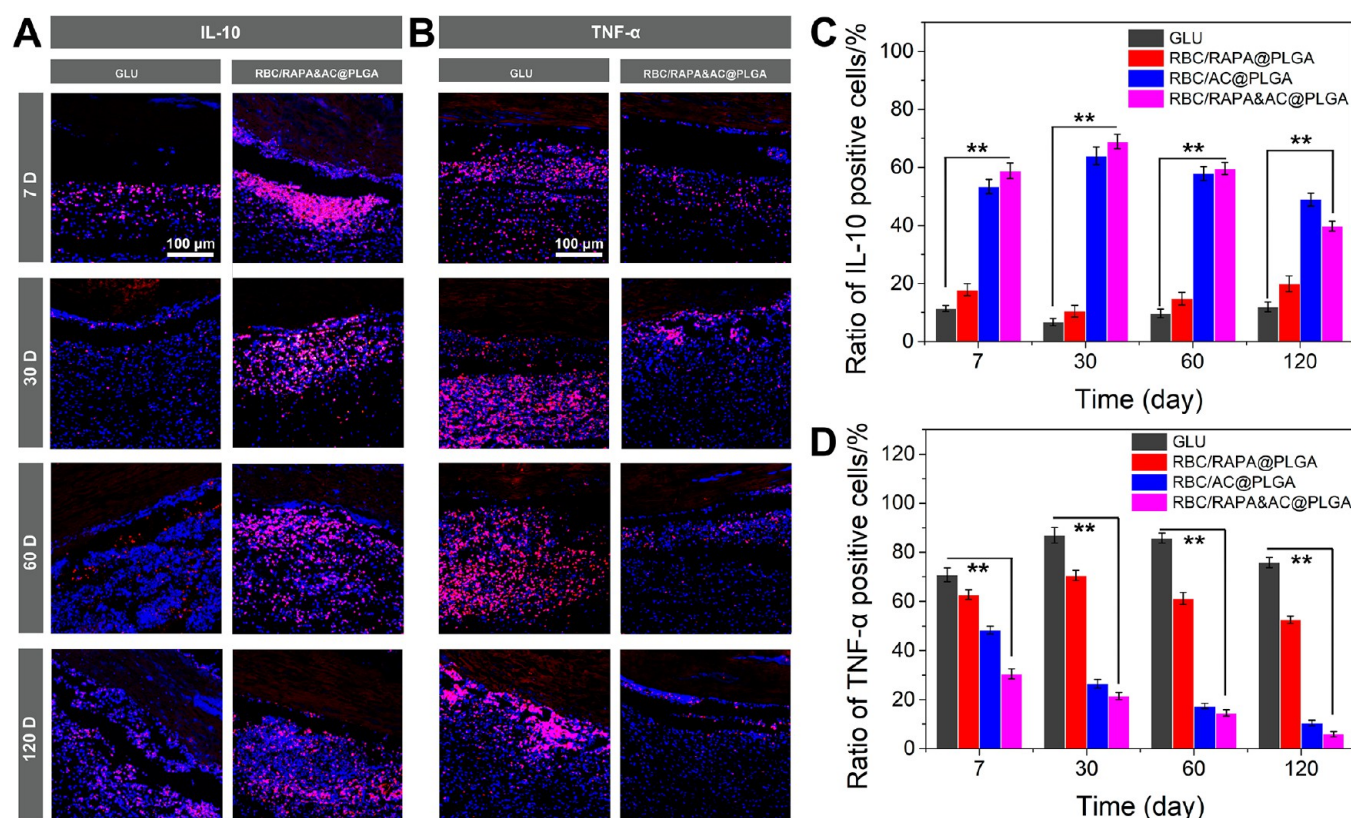 A
IL-10
GLU
RBC/RAPA&AC@PLGA
B
TNF-α
GLU
RBC/RAPA&AC@PLGA
7 D
100 µm
100 µm
30 D
60 D
120 D
C
Ratio of IL-10 positive cells/%
100
80
60
40
20
0
GLU
RBC/RAPA@PLGA
RBC/AC@PLGA
RBC/RAPA&AC@PLGA
**
**
**
**
7
30
60
120
Time (day)
D
Ratio of TNF-α positive cells/%
120
100
80
60
40
20
0
GLU
RBC/RAPA@PLGA
RBC/AC@PLGA
RBC/RAPA&AC@PLGA
**
**
**
**
7
30
60
120
Time (day)